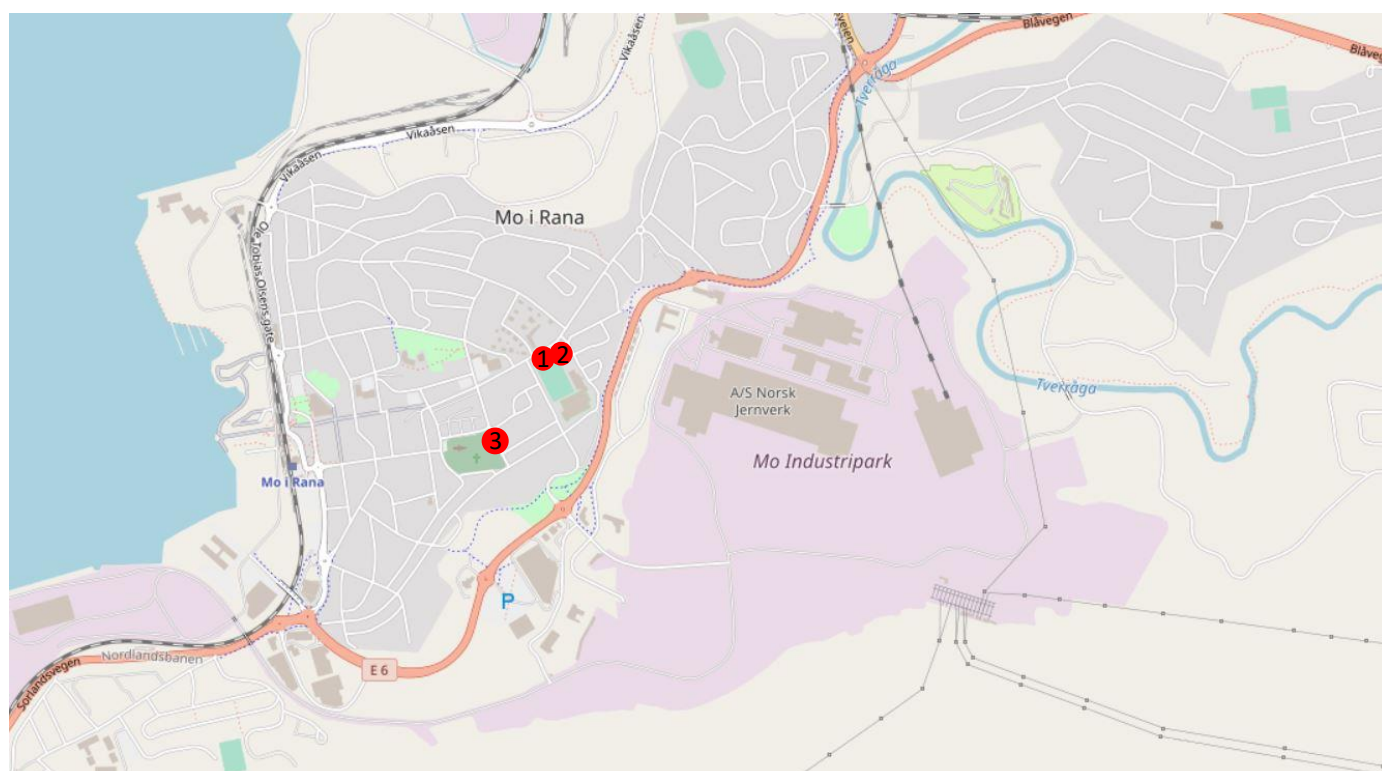 Vikaåsen
sveien
Blåvegen
Blåveg
Tverråga
Vikaåsen
Vikaåsen
Mo i Rana
Ole Tobias Olsens gate
1
2
A/S Norsk
Jernverk
Tverråga
3
Mo Industripark
Mo i Rana
P
Nordlandsbanen
E 6
Sørlandsvegen